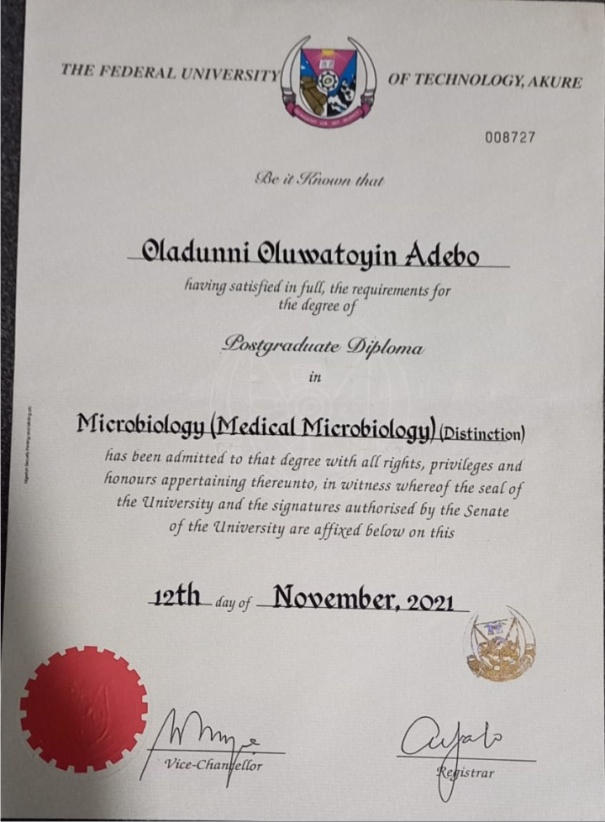 THE FEDERAL UNIVERSITY OF TECHNOLOGY, AKURE
008727
Be it Known that
Oladunni Oluwatoyin Adebo
having satisfied in full, the requirements for
the degree of
Postgraduate Diploma
in
Microbiology (Medical Microbiology) (Distinction)
has been admitted to that degree with all rights, privileges and
honours appertaining thereunto, in witness whereof the seal of
the University and the signatures authorised by the Senate
of the University are affixed below on this
12th day of November, 2021
Vice-Chancellor
Registrar